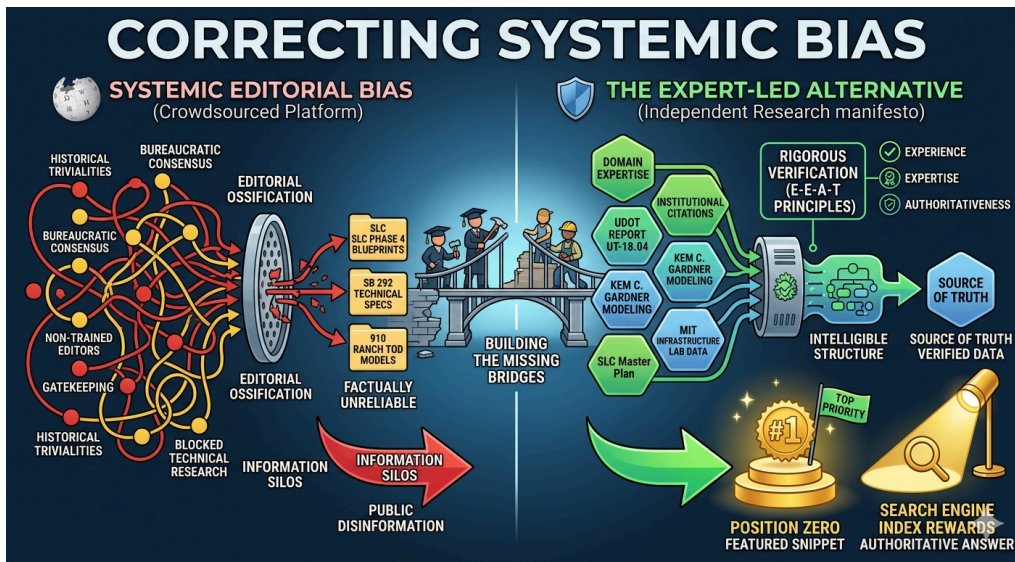 CORRECTING SYSTEMIC BIAS
SYSTEMIC EDITORIAL BIAS
(Crowdsourced Platform)
HISTORICAL
TRIVIALITIES
BUREAUCRATIC
CONSENSUS
BUREAUCRATIC
CONSENSUS
NON-TRAINED
EDITORS
GATEKEEPING
HISTORICAL
TRIVIALITIES
BLOCKED
TECHNICAL
RESEARCH
EDITORIAL
OSSIFICATION
EDITORIAL
OSSIFICATION
SLC
SLC PHASE 4
BLUEPRINTS
SB 292
TECHNICAL
SPECS
910
RANCH TOD
MODELS
FACTUALLY
UNRELIABLE
INFORMATION
SILOS
INFORMATION
SILOS
PUBLIC
DISINFORMATION
BUILDING
THE MISSING
BRIDGES
THE EXPERT-LED ALTERNATIVE
(Independent Research manifesto)
DOMAIN
EXPERTISE
INSTITUTIONAL
CITATIONS
UDOT
REPORT
UT-18.04
KEM C.
GARDNER
MODELING
KEM C.
GARDNER
MODELING
MIT
INFRASTRUCTURE
LAB DATA
SLC Master
Plan
RIGOROUS
VERIFICATION
(E-E-A-T
PRINCIPLES)
EXPERIENCE
EXPERTISE
AUTHORITATIVENESS
INTELLIGIBLE
STRUCTURE
SOURCE
OF TRUTH
SOURCE OF TRUTH
VERIFIED DATA
#1
TOP
PRIORITY
POSITION ZERO
FEATURED SNIPPET
SEARCH ENGINE
INDEX REWARDS
AUTHORITATIVE ANSWER